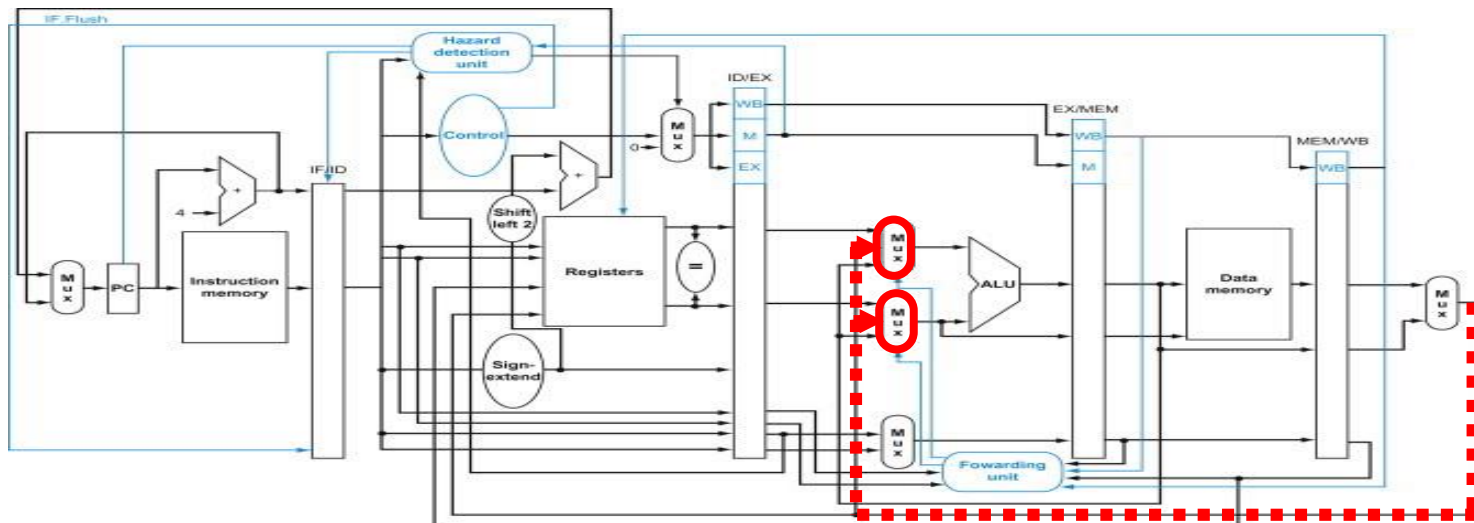 IF.Flush
Hazard
detection
unit
ID/EX
WB
EX/MEM
Control
M
u
x
M
WB
MEM/WB
0
IF/ID
+
+
EX
M
WB
4
Shift
left 2
M
u
x
Registers
=
Instruction
memory
M
u
x
PC
ALU
Data
memory
M
u
x
M
u
x
Sign-
extend
M
u
x
Fowarding
unit